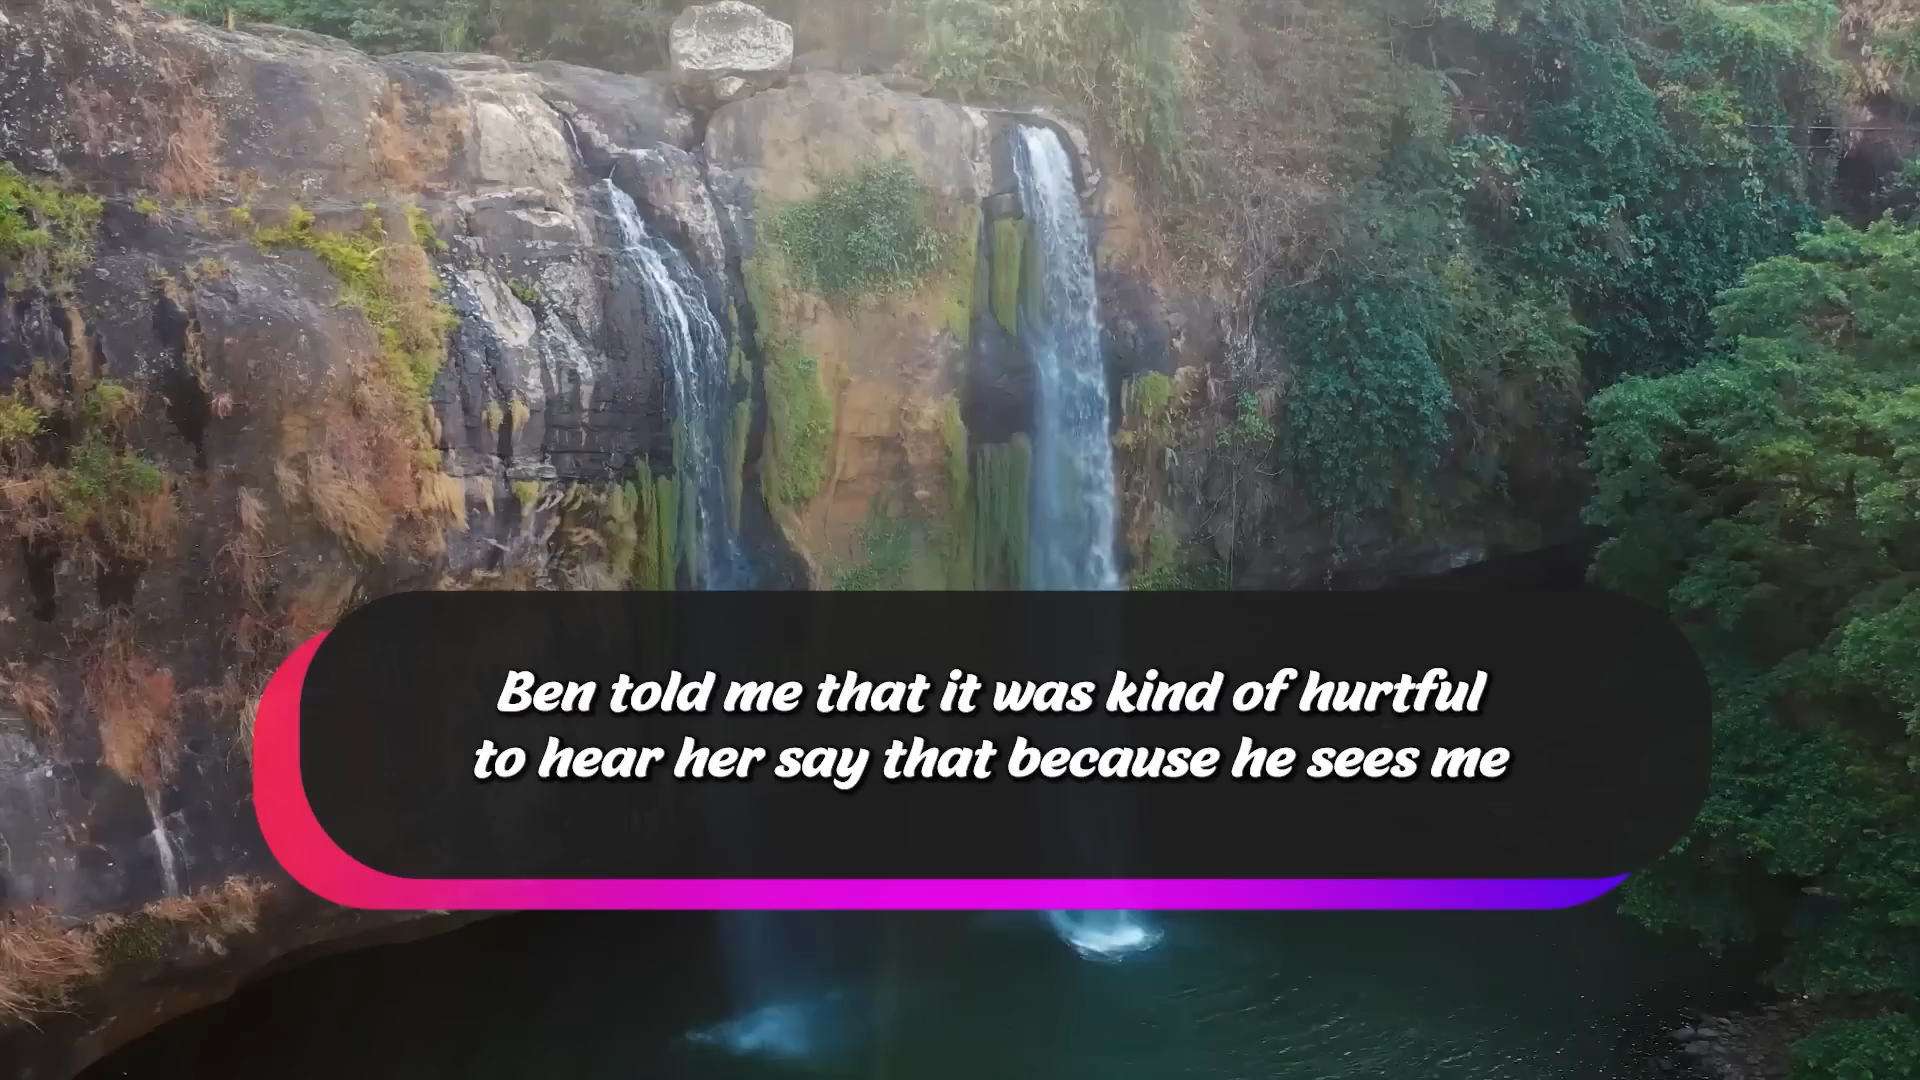 Ben told me that it was kind of hurtful
to hear her say that because he sees me